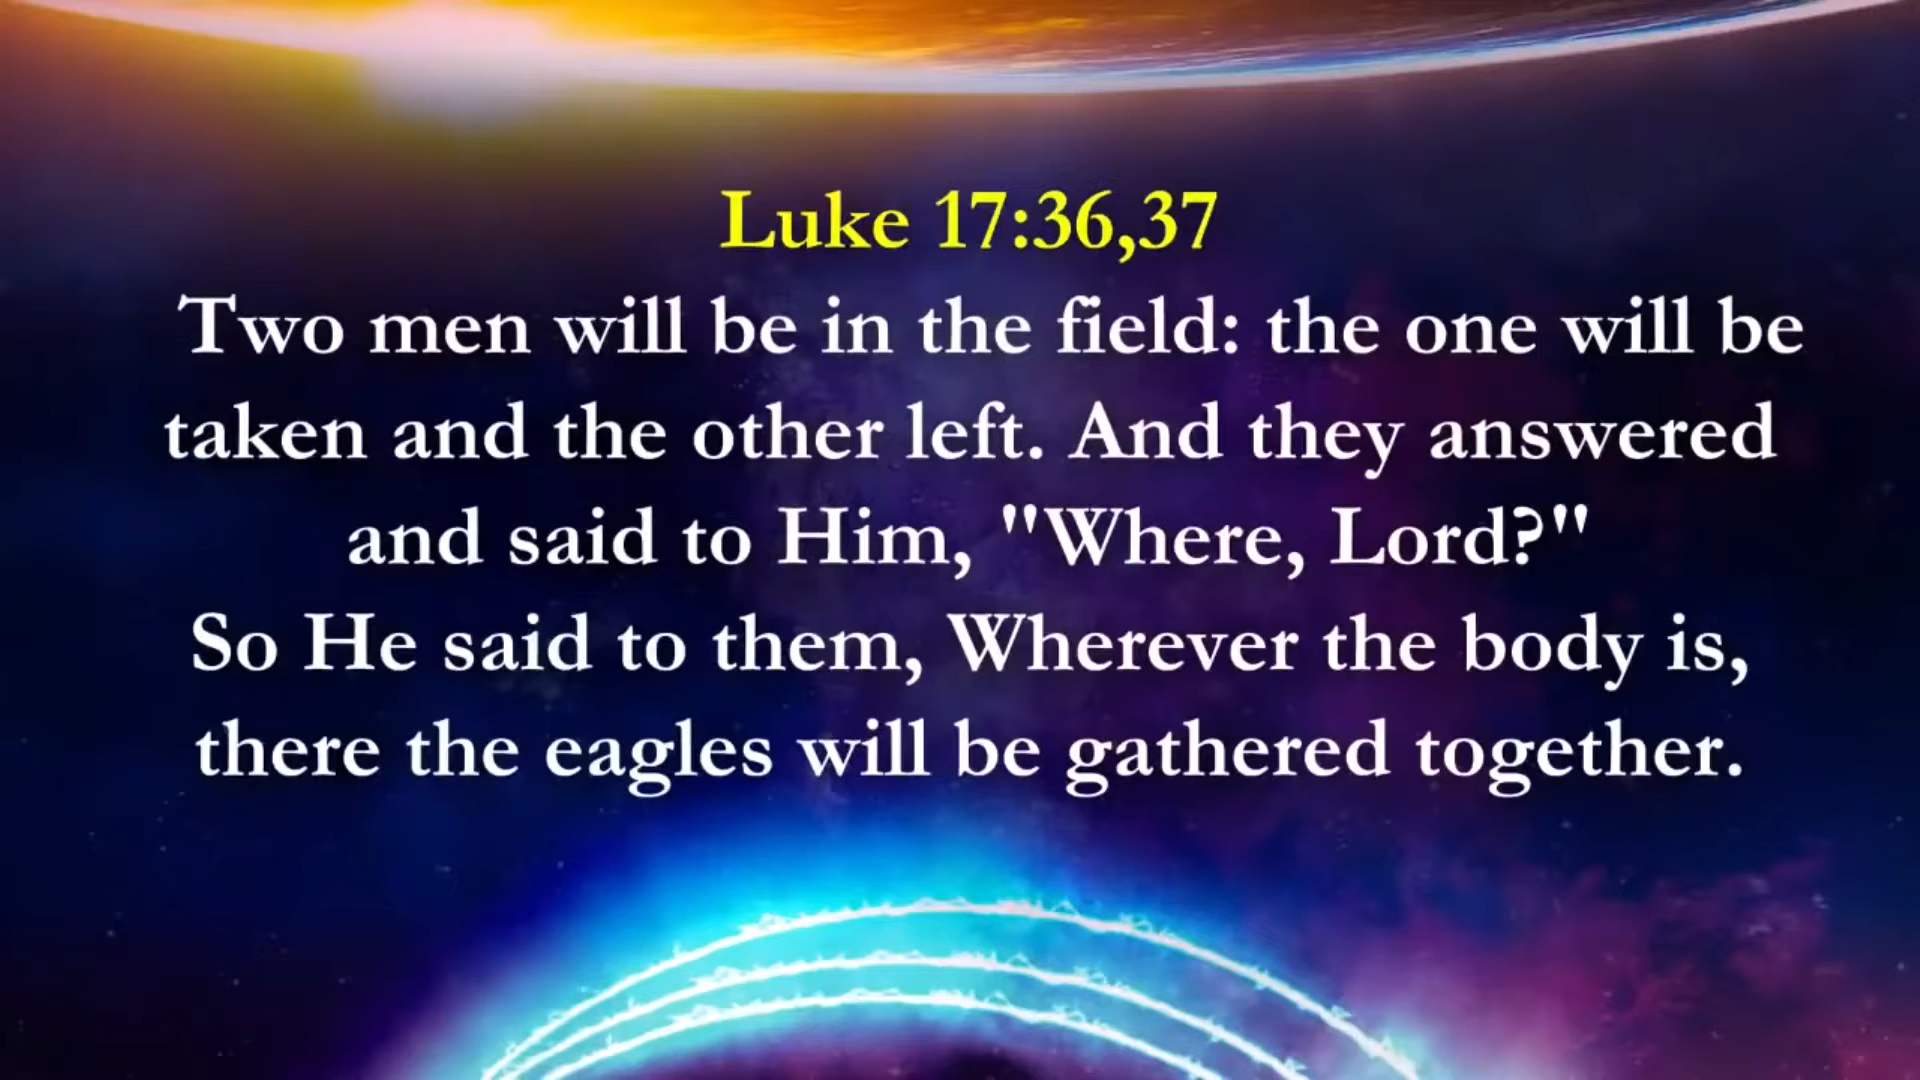 Luke 17:36,37
Two men will be in the field: the one will be
taken and the other left. And they answered
and said to Him, "Where, Lord?"
So He said to them, Wherever the body is,
there the eagles will be gathered together.